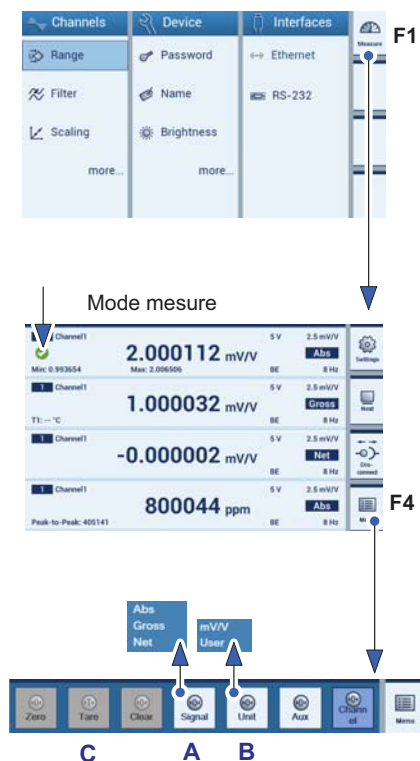 Channels Device Interfaces
Measure F1
Range Password Ethernet
Filter Name RS-232
Scaling Brightness
more... more...
Mode mesure
1 Channel1 5 V 2.5 mV/V
2.000112 mV/V Abs Settings
Min: 0.993654 Max: 2.006506 BE 8 Hz
1 Channel1 5 V 2.5 mV/V
1.000032 mV/V Gross
T1: -- °C BE 8 Hz Next
1 Channel1 5 V 2.5 mV/V
-0.000002 mV/V Net
BE 8 Hz Dis-
connect
1 Channel1 5 V 2.5 mV/V F4
800044 ppm Abs
Peak-to-Peak: 405141 BE 8 Hz
Abs
Gross mV/V
Net User
Zero Tare Clear Signal Unit Aux Chann
el Menu
C A B